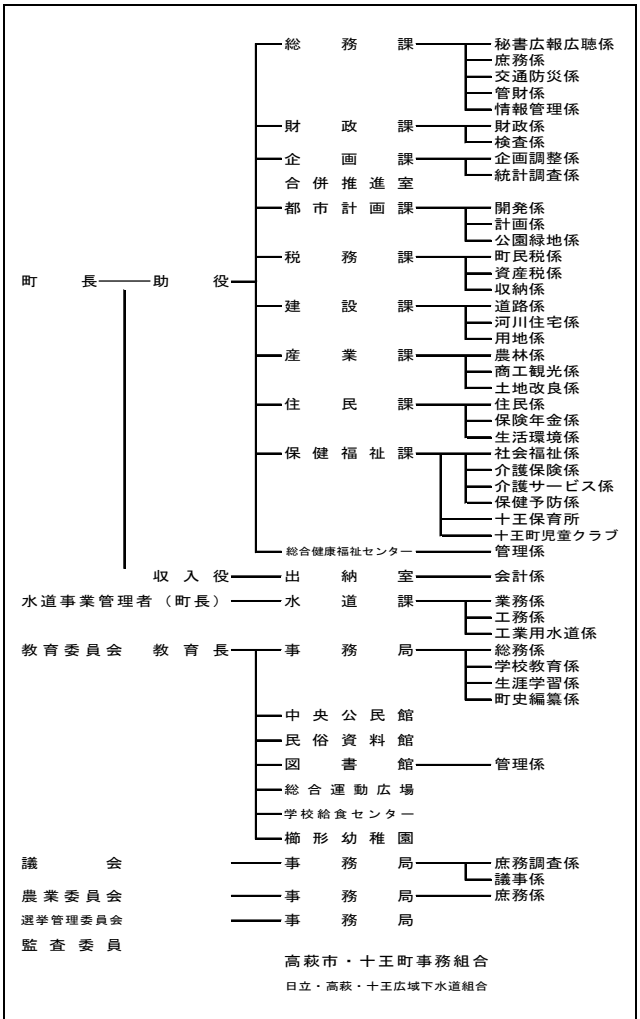 総務課 秘書広報広聴係
庶務係
交通防災係
管財係
情報管理係
財政課 財政係
検査係
企画課 企画調整係
統計調査係
合併推進室
都市計画課 開発係
計画係
公園緑地係
税務課 町民税係
資産税係
町長 助役
収納係
建設課 道路係
河川住宅係
用地係
産業課 農林係
商工観光係
土地改良係
住民課 住民係
保険年金係
生活環境係
保健福祉課 社会福祉係
介護保険係
介護サービス係
保健予防係
十王保育所
十王町児童クラブ
総合健康福祉センター 管理係
収入役 出納室 会計係
水道事業管理者（町長） 水道課 業務係
工務係
工業用水道係
教育委員会 教育長 事務局 総務係
学校教育係
生涯学習係
町史編纂係
中央公民館
民俗資料館
図書館 管理係
総合運動広場
学校給食センター
櫛形幼稚園
議会 事務局 庶務調査係
議事係
農業委員会 事務局 庶務係
選挙管理委員会 事務局
監査委員
高萩市・十王町事務組合
日立・高萩・十王広域下水道組合